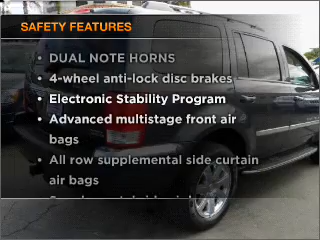 SAFETY FEATURES
• DUAL NOTE HORNS
• 4-wheel anti-lock disc brakes
• Electronic Stability Program
• Advanced multistage front air
bags
• All row supplemental side curtain
air bags